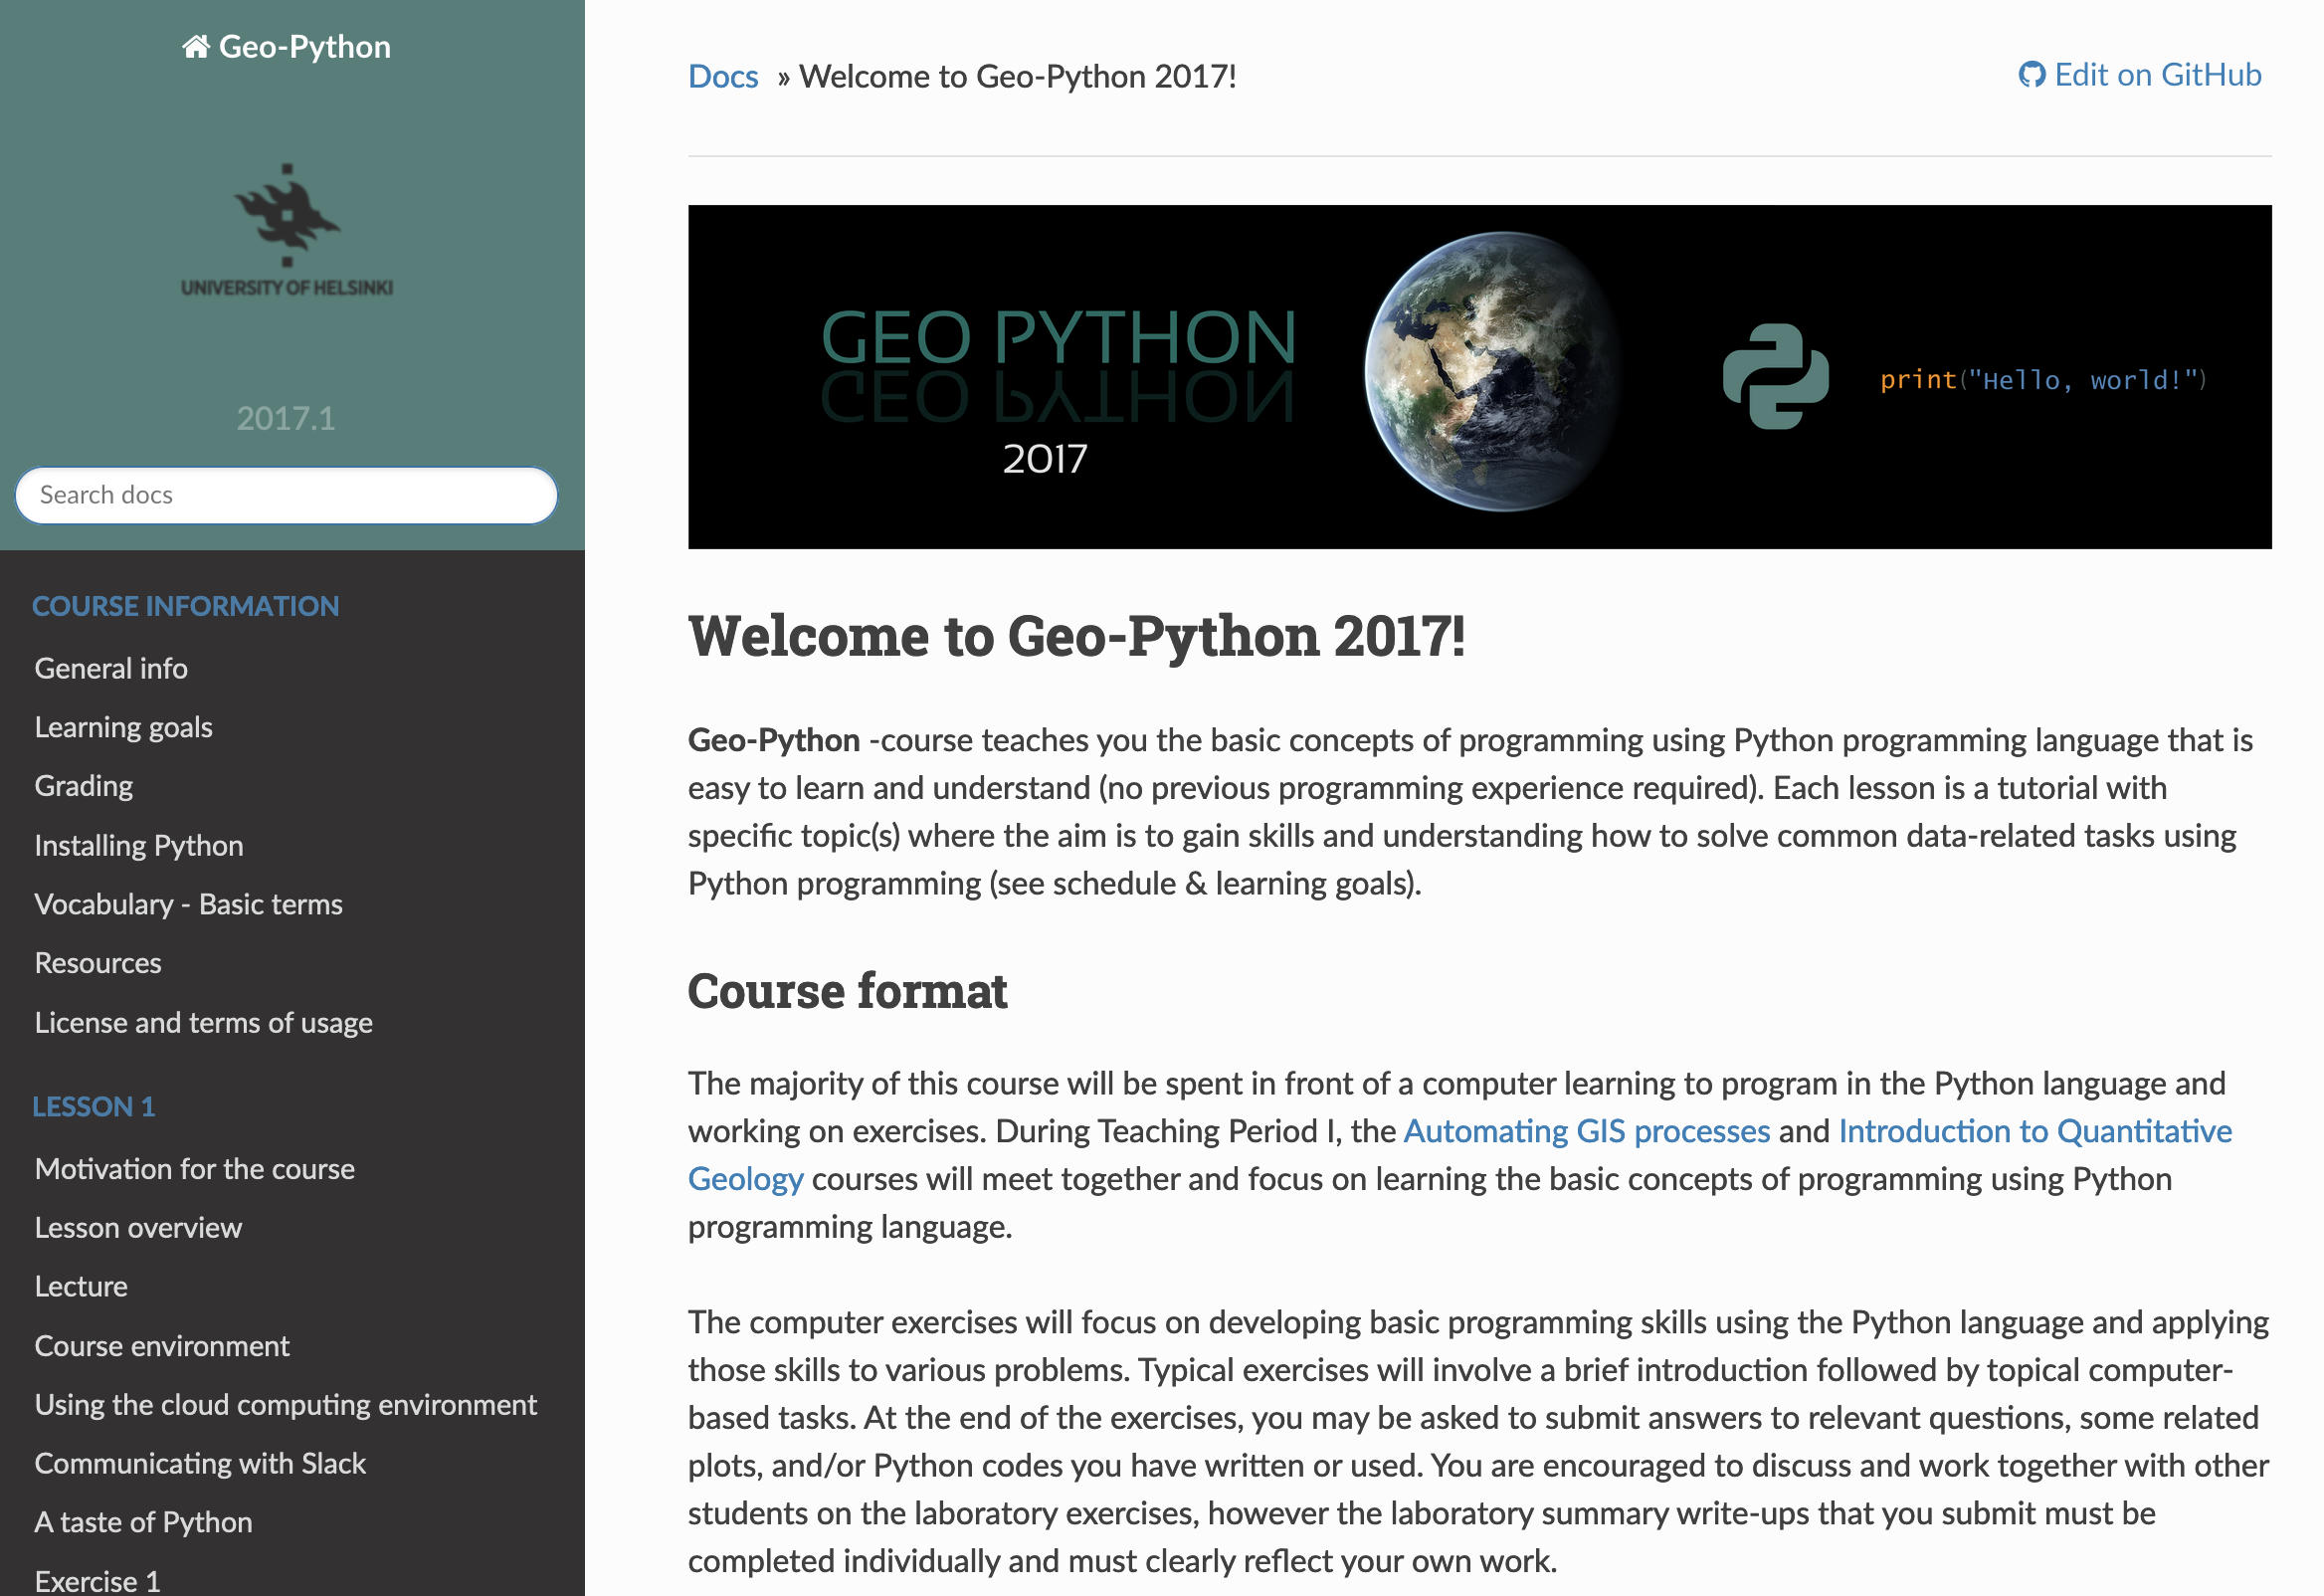 Geo-Python
UNIVERSITY OF HELSINKI
2017.1
Search docs
COURSE INFORMATION
General info
Learning goals
Grading
Installing Python
Vocabulary - Basic terms
Resources
License and terms of usage
LESSON 1
Motivation for the course
Lesson overview
Lecture
Course environment
Using the cloud computing environment
Communicating with Slack
A taste of Python
Exercise 1
Docs » Welcome to Geo-Python 2017!
Edit on GitHub
GEO PYTHON
GEO PYTHON
2017
print("Hello, world!")
Welcome to Geo-Python 2017!
Geo-Python -course teaches you the basic concepts of programming using Python programming language that is
easy to learn and understand (no previous programming experience required). Each lesson is a tutorial with
specific topic(s) where the aim is to gain skills and understanding how to solve common data-related tasks using
Python programming (see schedule & learning goals).
Course format
The majority of this course will be spent in front of a computer learning to program in the Python language and
working on exercises. During Teaching Period I, the Automating GIS processes and Introduction to Quantitative
Geology courses will meet together and focus on learning the basic concepts of programming using Python
programming language.
The computer exercises will focus on developing basic programming skills using the Python language and applying
those skills to various problems. Typical exercises will involve a brief introduction followed by topical computer-
based tasks. At the end of the exercises, you may be asked to submit answers to relevant questions, some related
plots, and/or Python codes you have written or used. You are encouraged to discuss and work together with other
students on the laboratory exercises, however the laboratory summary write-ups that you submit must be
completed individually and must clearly reflect your own work.